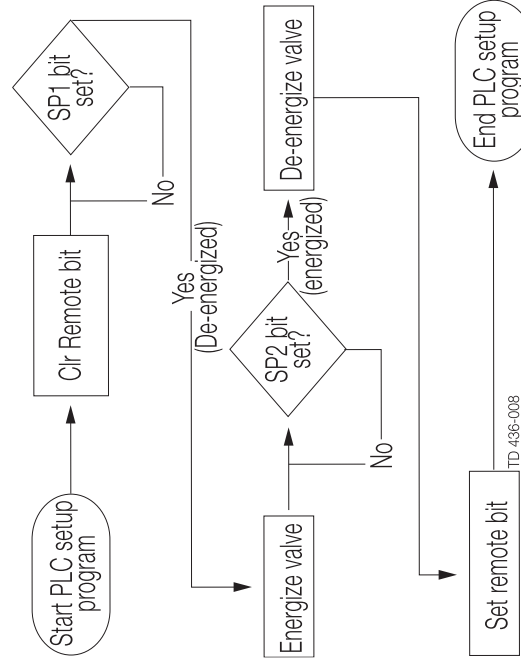 Start PLC setup
program
Clr Remote bit
SP1 bit
set?
No
Yes
(De-energized)
Energize valve
SP2 bit
set?
No
Yes
(energized)
De-energize valve
Set remote bit
End PLC setup
program
TD 436-008